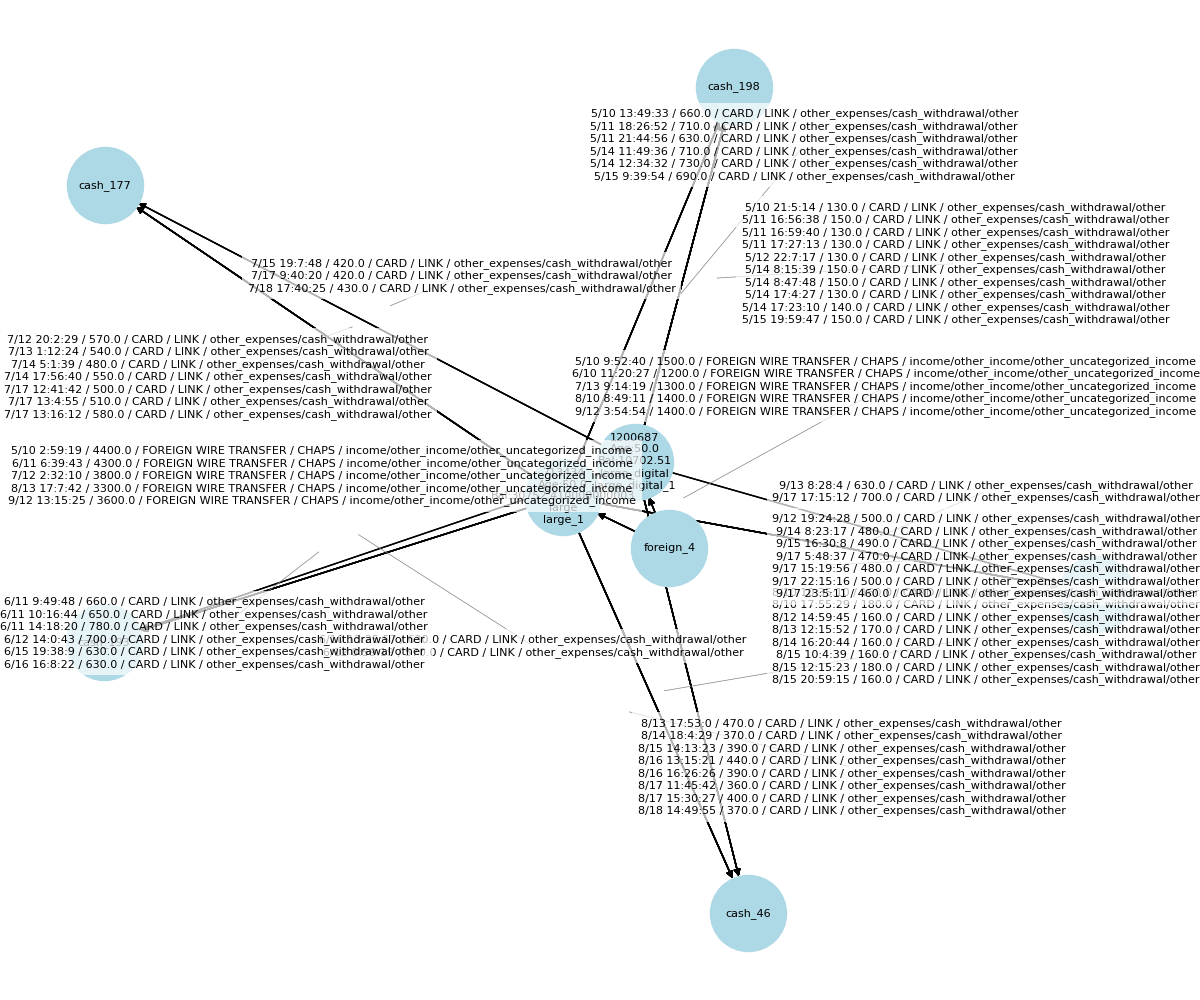 cash_198
5/10 13:49:33 / 660.0 / CARD / LINK / other_expenses/cash_withdrawal/other
5/11 18:26:52 / 710.0 / CARD / LINK / other_expenses/cash_withdrawal/other
5/11 21:44:56 / 630.0 / CARD / LINK / other_expenses/cash_withdrawal/other
5/14 11:49:36 / 710.0 / CARD / LINK / other_expenses/cash_withdrawal/other
5/14 12:34:32 / 730.0 / CARD / LINK / other_expenses/cash_withdrawal/other
5/15 9:39:54 / 690.0 / CARD / LINK / other_expenses/cash_withdrawal/other
cash_177
5/10 21:5:14 / 130.0 / CARD / LINK / other_expenses/cash_withdrawal/other
5/11 16:56:38 / 150.0 / CARD / LINK / other_expenses/cash_withdrawal/other
5/11 16:59:40 / 130.0 / CARD / LINK / other_expenses/cash_withdrawal/other
5/11 17:27:13 / 130.0 / CARD / LINK / other_expenses/cash_withdrawal/other
5/12 22:7:17 / 130.0 / CARD / LINK / other_expenses/cash_withdrawal/other
5/14 8:15:39 / 150.0 / CARD / LINK / other_expenses/cash_withdrawal/other
5/14 8:47:48 / 150.0 / CARD / LINK / other_expenses/cash_withdrawal/other
5/14 17:4:27 / 130.0 / CARD / LINK / other_expenses/cash_withdrawal/other
5/14 17:23:10 / 140.0 / CARD / LINK / other_expenses/cash_withdrawal/other
5/15 19:59:47 / 150.0 / CARD / LINK / other_expenses/cash_withdrawal/other
7/15 19:7:48 / 420.0 / CARD / LINK / other_expenses/cash_withdrawal/other
7/17 9:40:20 / 420.0 / CARD / LINK / other_expenses/cash_withdrawal/other
7/18 17:40:25 / 430.0 / CARD / LINK / other_expenses/cash_withdrawal/other
7/12 20:2:29 / 570.0 / CARD / LINK / other_expenses/cash_withdrawal/other
7/13 1:12:24 / 540.0 / CARD / LINK / other_expenses/cash_withdrawal/other
7/14 5:1:39 / 480.0 / CARD / LINK / other_expenses/cash_withdrawal/other
7/14 17:56:40 / 550.0 / CARD / LINK / other_expenses/cash_withdrawal/other
7/17 12:41:42 / 500.0 / CARD / LINK / other_expenses/cash_withdrawal/other
7/17 13:4:55 / 510.0 / CARD / LINK / other_expenses/cash_withdrawal/other
7/17 13:16:12 / 580.0 / CARD / LINK / other_expenses/cash_withdrawal/other
5/10 9:52:40 / 1500.0 / FOREIGN WIRE TRANSFER / CHAPS / income/other_income/other_uncategorized_income
6/10 11:20:27 / 1200.0 / FOREIGN WIRE TRANSFER / CHAPS / income/other_income/other_uncategorized_income
7/13 9:14:19 / 1300.0 / FOREIGN WIRE TRANSFER / CHAPS / income/other_income/other_uncategorized_income
8/10 8:49:11 / 1400.0 / FOREIGN WIRE TRANSFER / CHAPS / income/other_income/other_uncategorized_income
9/12 3:54:54 / 1400.0 / FOREIGN WIRE TRANSFER / CHAPS / income/other_income/other_uncategorized_income
1200687
5/10 2:59:19 / 4400.0 / FOREIGN WIRE TRANSFER / CHAPS / income/other_income/other_uncategorized_income
6/11 6:39:43 / 4300.0 / FOREIGN WIRE TRANSFER / CHAPS / income/other_income/other_uncategorized_income
7/12 2:32:10 / 3800.0 / FOREIGN WIRE TRANSFER / CHAPS / income/other_income/other_uncategorized_income
8/13 17:7:42 / 3300.0 / FOREIGN WIRE TRANSFER / CHAPS / income/other_income/other_uncategorized_income
9/12 13:15:25 / 3600.0 / FOREIGN WIRE TRANSFER / CHAPS / income/other_income/other_uncategorized_income
large
large_1
foreign_4
9/13 8:28:4 / 630.0 / CARD / LINK / other_expenses/cash_withdrawal/other
9/17 17:15:12 / 700.0 / CARD / LINK / other_expenses/cash_withdrawal/other
9/12 19:24:28 / 500.0 / CARD / LINK / other_expenses/cash_withdrawal/other
9/14 8:23:17 / 480.0 / CARD / LINK / other_expenses/cash_withdrawal/other
9/15 16:30:8 / 490.0 / CARD / LINK / other_expenses/cash_withdrawal/other
9/17 5:48:37 / 470.0 / CARD / LINK / other_expenses/cash_withdrawal/other
9/17 15:19:56 / 480.0 / CARD / LINK / other_expenses/cash_withdrawal/other
9/17 22:15:16 / 500.0 / CARD / LINK / other_expenses/cash_withdrawal/other
9/17 23:5:11 / 460.0 / CARD / LINK / other_expenses/cash_withdrawal/other
8/10 17:55:29 / 180.0 / CARD / LINK / other_expenses/cash_withdrawal/other
8/12 14:59:45 / 160.0 / CARD / LINK / other_expenses/cash_withdrawal/other
8/13 12:15:52 / 170.0 / CARD / LINK / other_expenses/cash_withdrawal/other
8/14 16:20:44 / 160.0 / CARD / LINK / other_expenses/cash_withdrawal/other
8/15 10:4:39 / 160.0 / CARD / LINK / other_expenses/cash_withdrawal/other
8/15 12:15:23 / 180.0 / CARD / LINK / other_expenses/cash_withdrawal/other
8/15 20:59:15 / 160.0 / CARD / LINK / other_expenses/cash_withdrawal/other
6/11 9:49:48 / 660.0 / CARD / LINK / other_expenses/cash_withdrawal/other
6/11 10:16:44 / 650.0 / CARD / LINK / other_expenses/cash_withdrawal/other
6/11 14:18:20 / 780.0 / CARD / LINK / other_expenses/cash_withdrawal/other
6/12 14:0:43 / 700.0 / CARD / LINK / other_expenses/cash_withdrawal/other
6/15 19:38:9 / 630.0 / CARD / LINK / other_expenses/cash_withdrawal/other
6/16 16:8:22 / 630.0 / CARD / LINK / other_expenses/cash_withdrawal/other
/ CARD / LINK / other_expenses/cash_withdrawal/other
/ CARD / LINK / other_expenses/cash_withdrawal/other
8/13 17:53:0 / 470.0 / CARD / LINK / other_expenses/cash_withdrawal/other
8/14 18:4:29 / 370.0 / CARD / LINK / other_expenses/cash_withdrawal/other
8/15 14:13:23 / 390.0 / CARD / LINK / other_expenses/cash_withdrawal/other
8/16 13:15:21 / 440.0 / CARD / LINK / other_expenses/cash_withdrawal/other
8/16 16:26:26 / 390.0 / CARD / LINK / other_expenses/cash_withdrawal/other
8/17 11:45:42 / 360.0 / CARD / LINK / other_expenses/cash_withdrawal/other
8/17 15:30:27 / 400.0 / CARD / LINK / other_expenses/cash_withdrawal/other
8/18 14:49:55 / 370.0 / CARD / LINK / other_expenses/cash_withdrawal/other
cash_46